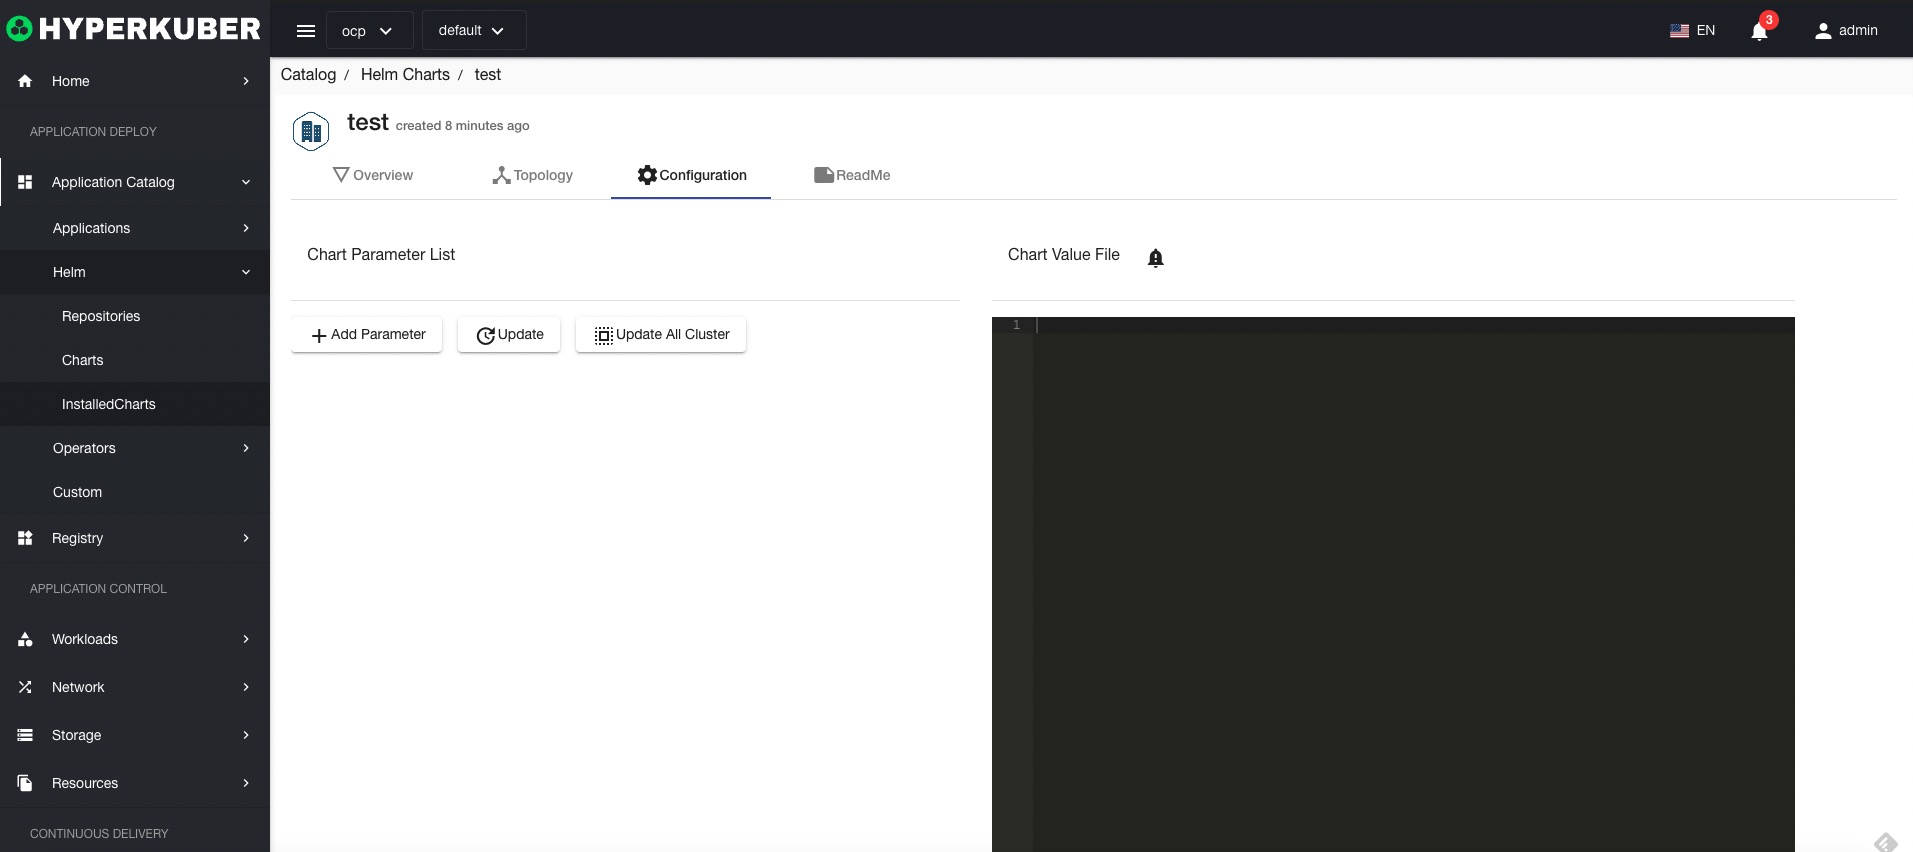 HYPERKUBER
ocp
default
EN
3
admin
Home
APPLICATION DEPLOY
Application Catalog
Applications
Helm
Repositories
Charts
InstalledCharts
Operators
Custom
Registry
APPLICATION CONTROL
Workloads
Network
Storage
Resources
CONTINUOUS DELIVERY
Catalog / Helm Charts / test
test created 8 minutes ago
Overview
Topology
Configuration
ReadMe
Chart Parameter List
Add Parameter
Update
Update All Cluster
Chart Value File
1